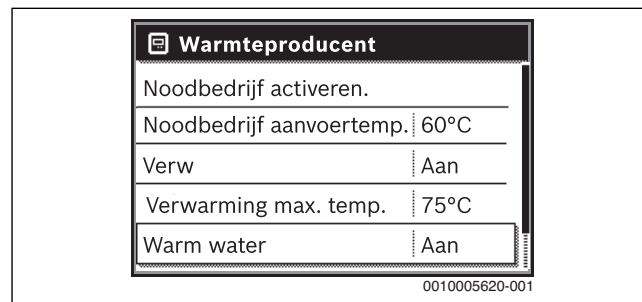 Warmteproducent
Noodbedrijf activeren.
Noodbedrijf aanvoertemp. 60°C
Verw Aan
Verwarming max. temp. 75°C
Warm water Aan
0010005620-001